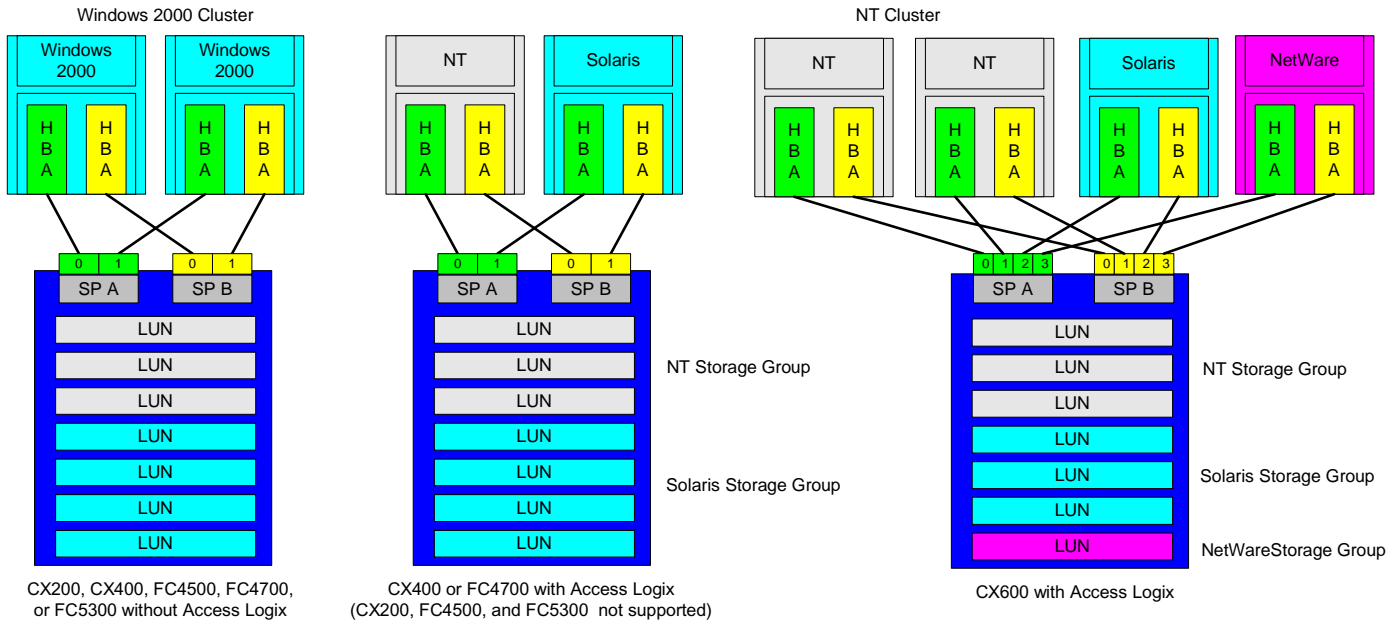 Windows 2000 Cluster
Windows
2000
Windows
2000
H
B
A
H
B
A
H
B
A
H
B
A
0 1
0 1
SP A
SP B
LUN
LUN
LUN
LUN
LUN
LUN
LUN
CX200, CX400, FC4500, FC4700,
or FC5300 without Access Logix
NT
Solaris
H
B
A
H
B
A
H
B
A
H
B
A
0 1
0 1
SP A
SP B
LUN
LUN
LUN
LUN
LUN
LUN
LUN
NT Storage Group
Solaris Storage Group
CX400 or FC4700 with Access Logix
(CX200, FC4500, and FC5300 not supported)
NT Cluster
NT
NT
Solaris
NetWare
H
B
A
H
B
A
H
B
A
H
B
A
H
B
A
H
B
A
H
B
A
H
B
A
0 1 2 3
0 1 2 3
SP A
SP B
LUN
LUN
LUN
LUN
LUN
LUN
LUN
NT Storage Group
Solaris Storage Group
NetWareStorage Group
CX600 with Access Logix